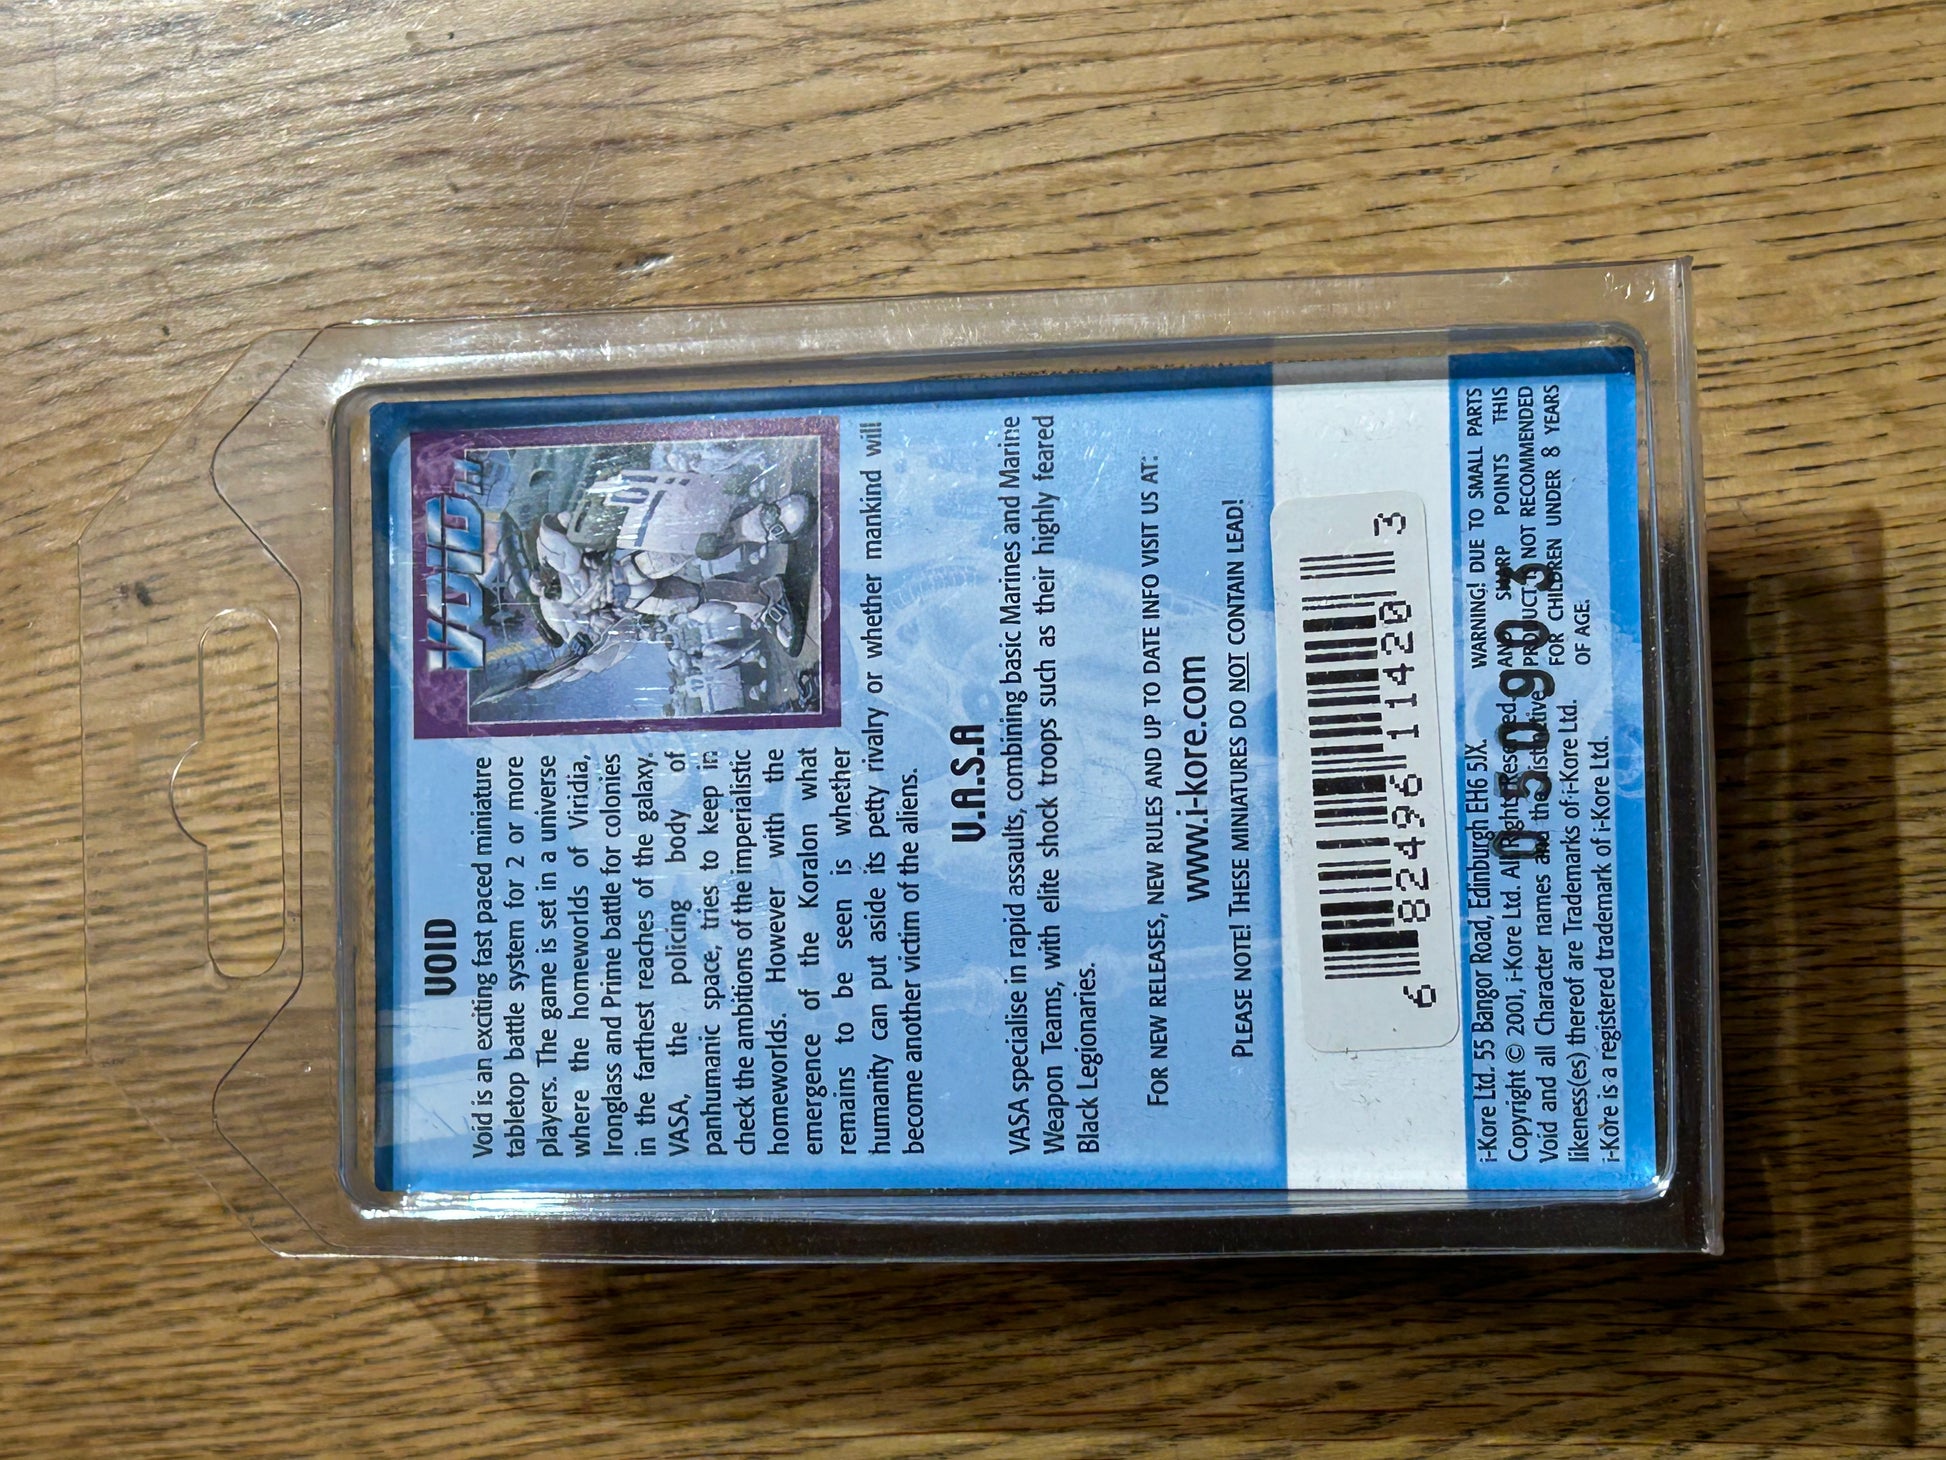 VOID
Void is an exciting fast paced miniature
tabletop battle system for 2 or more
players. The game is set in a universe
where the homeworlds of Viridia,
Ironglass and Prime battle for colonies
in the farthest reaches of the galaxy.
VASA, the policing body of
panhumanic space, tries to keep in
check the ambitions of the imperialistic
homeworlds. However with the
emergence of the Koralon what
remains to be seen is whether
humanity can put aside its petty rivalry or whether mankind will
become another victim of the aliens.
VOID TM
V.A.S.A
VASA specialise in rapid assaults, combining basic Marines and Marine
Weapon Teams, with elite shock troops such as their highly feared
Black Legionaries.
FOR NEW RELEASES, NEW RULES AND UP TO DATE INFO VISIT US AT:
www.i-kore.com
PLEASE NOTE! THESE MINIATURES DO NOT CONTAIN LEAD!
6 82496 11420 3
i-Kore Ltd. 55 Bangor Road, Edinburgh EH6 5JX.
Copyright © 2001, i-Kore Ltd. All Rights Reserved.
Void and all Character names and the distinctive
likeness(es) thereof are Trademarks of i-Kore Ltd.
i-Kore is a registered trademark of i-Kore Ltd.
WARNING! DUE TO SMALL PARTS
AND SHARP POINTS THIS
PRODUCT IS NOT RECOMMENDED
FOR CHILDREN UNDER 8 YEARS
OF AGE.
0 50 903